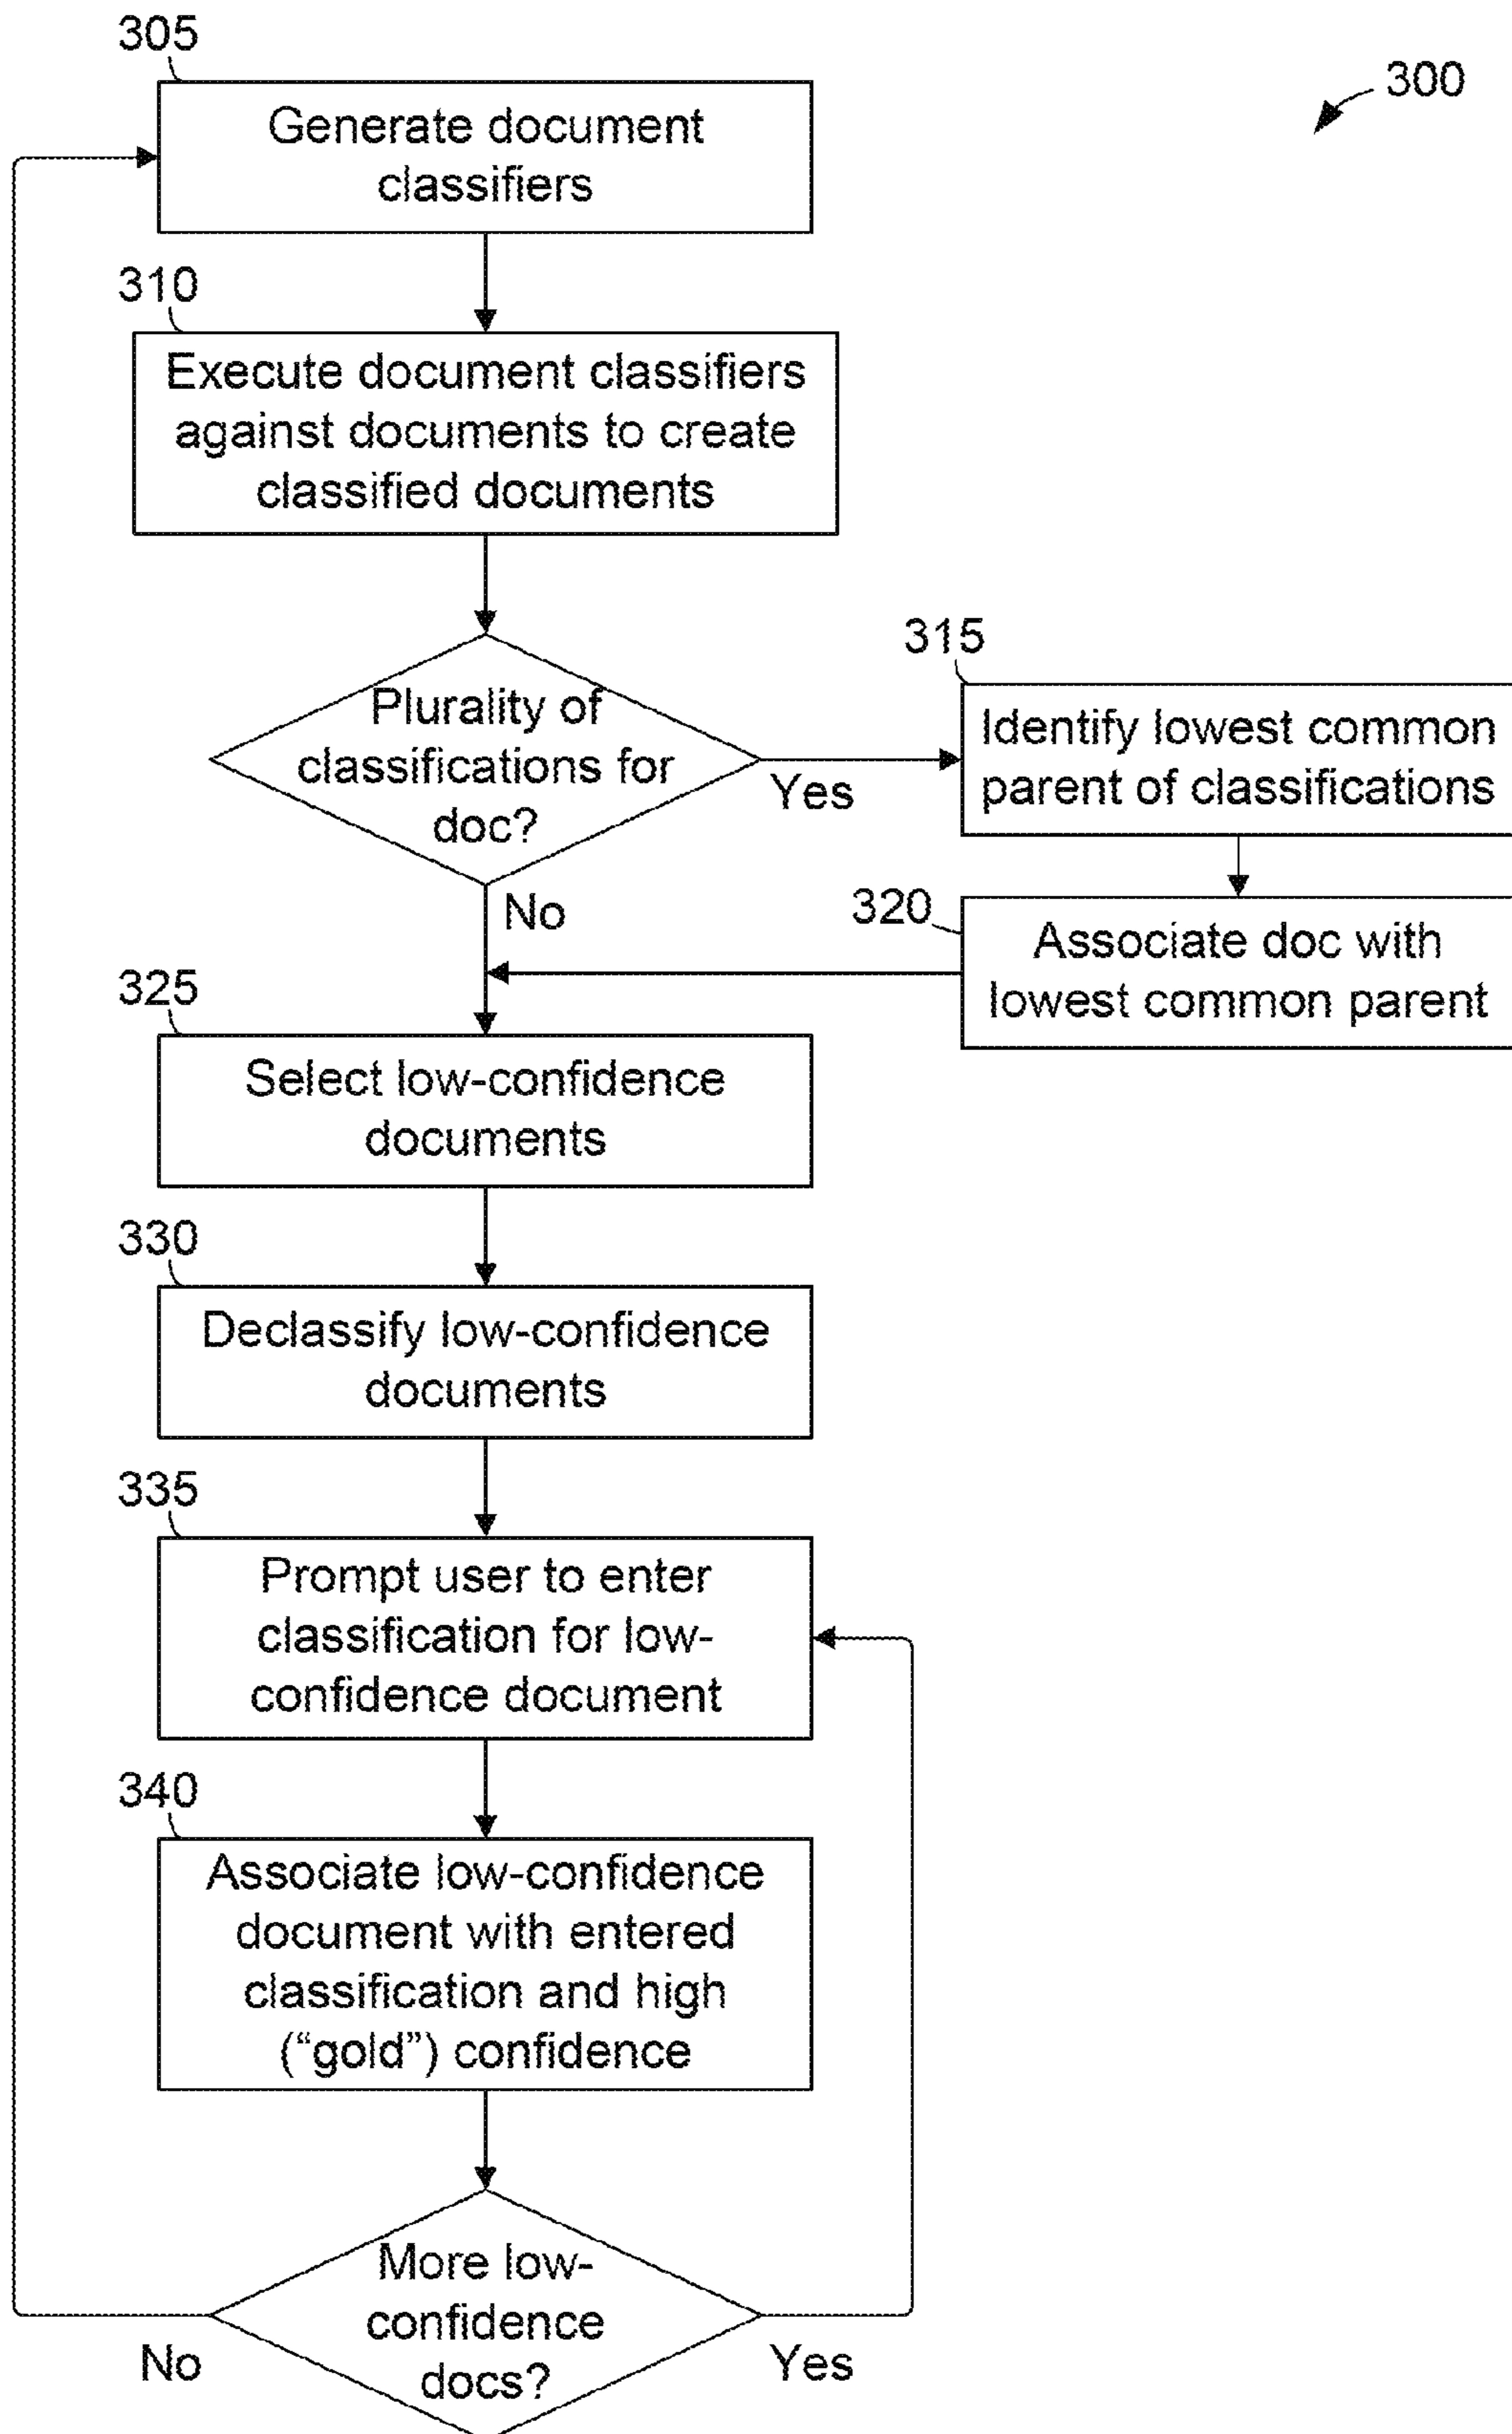 305
300
Generate document
classifiers
310
Execute document classifiers
against documents to create
classified documents
Plurality of
classifications for
doc?
Yes
No
315
Identify lowest common
parent of classifications
320
Associate doc with
lowest common parent
325
Select low-confidence
documents
330
Declassify low-confidence
documents
335
Prompt user to enter
classification for low-
confidence document
340
Associate low-confidence
document with entered
classification and high
(“gold”) confidence
More low-
confidence
docs?
No
Yes